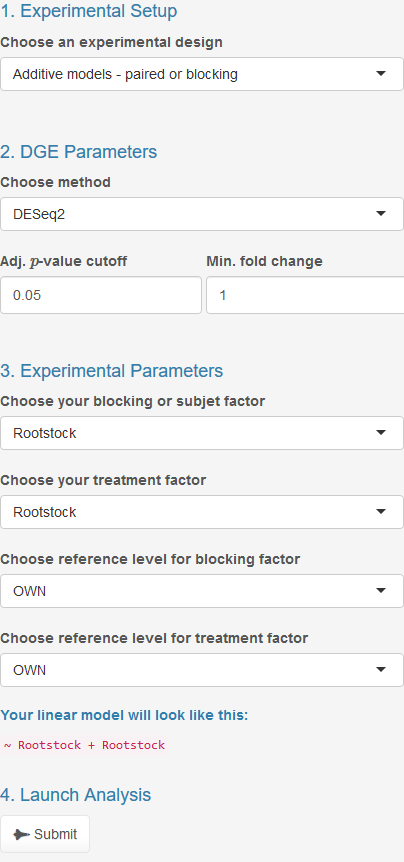 1. Experimental Setup
Choose an experimental design
Additive models - paired or blocking
2. DGE Parameters
Choose method
DESeq2
Adj. p-value cutoff Min. fold change
0.05 1
3. Experimental Parameters
Choose your blocking or subjet factor
Rootstock
Choose your treatment factor
Rootstock
Choose reference level for blocking factor
OWN
Choose reference level for treatment factor
OWN
Your linear model will look like this:
~ Rootstock + Rootstock
4. Launch Analysis
Submit